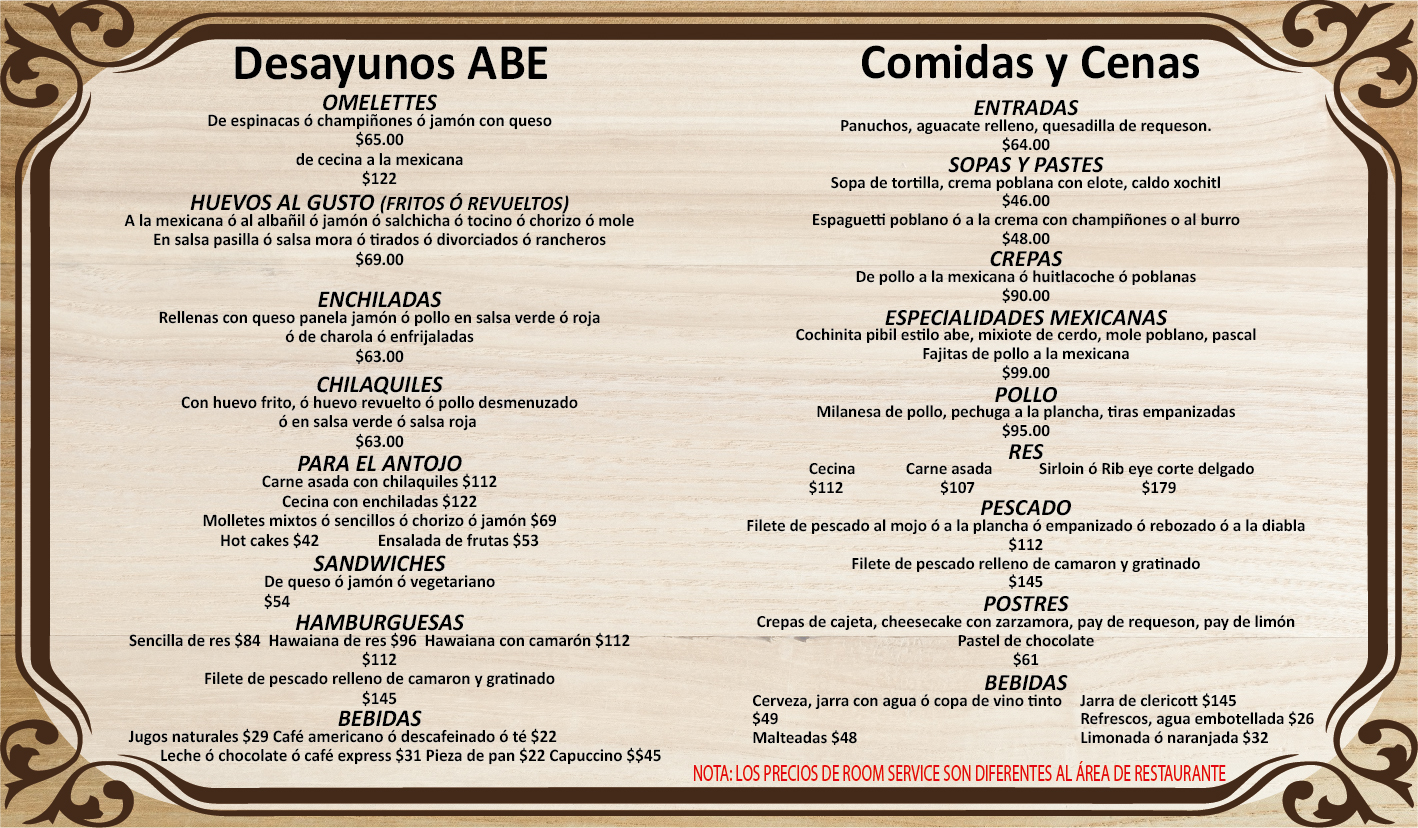 Desayunos ABE
OMELETTES
De espinacas ó champiñones ó jamón con queso
$65.00
de cecina a la mexicana
$122
HUEVOS AL GUSTO (FRITOS Ó REVUELTOS)
A la mexicana ó al albañil ó jamón ó salchicha ó tocino ó chorizo ó mole
En salsa pasilla ó salsa mora ó tirados ó divorciados ó rancheros
$69.00
ENCHILADAS
Rellenas con queso panela jamón ó pollo en salsa verde ó roja
ó de charola ó enfrijaladas
$63.00
CHILAQUILES
Con huevo frito, ó huevo revuelto ó pollo desmenuzado
ó en salsa verde ó salsa roja
$63.00
PARA EL ANTOJO
Carne asada con chilaquiles $112
Cecina con enchiladas $122
Molletes mixtos ó sencillos ó chorizo ó jamón $69
Hot cakes $42 Ensalada de frutas $53
SANDWICHES
De queso ó jamón ó vegetariano
$54
HAMBURGUESAS
Sencilla de res $84 Hawaiana de res $96 Hawaiana con camarón $112
$112
Filete de pescado relleno de camaron y gratinado
$145
BEBIDAS
Jugos naturales $29 Café americano ó descafeinado ó té $22
Leche ó chocolate ó café express $31 Pieza de pan $22 Capuccino $$45
Comidas y Cenas
ENTRADAS
Panuchos, aguacate relleno, quesadilla de requeson.
$64.00
SOPAS Y PASTES
Sopa de tortilla, crema poblana con elote, caldo xochitl
$46.00
Espaguetti poblano ó a la crema con champiñones o al burro
$48.00
CREPAS
De pollo a la mexicana ó huitlacoche ó poblanas
$90.00
ESPECIALIDADES MEXICANAS
Cochinita pibil estilo abe, mixiote de cerdo, mole poblano, pascal
Fajitas de pollo a la mexicana
$99.00
POLLO
Milanesa de pollo, pechuga a la plancha, tiras empanizadas
$95.00
RES
Cecina Carne asada Sirloin ó Rib eye corte delgado
$112 $107 $179
PESCADO
Filete de pescado al mojo ó a la plancha ó empanizado ó rebozado ó a la diabla
$112
Filete de pescado relleno de camaron y gratinado
$145
POSTRES
Crepas de cajeta, cheesecake con zarzamora, pay de requeson, pay de limón
Pastel de chocolate
$61
BEBIDAS
Cerveza, jarra con agua ó copa de vino tinto
$49
Malteadas $48
Jarra de clericott $145
Refrescos, agua embotellada $26
Limonada ó naranjada $32
NOTA: LOS PRECIOS DE ROOM SERVICE SON DIFERENTES AL ÁREA DE RESTAURANTE